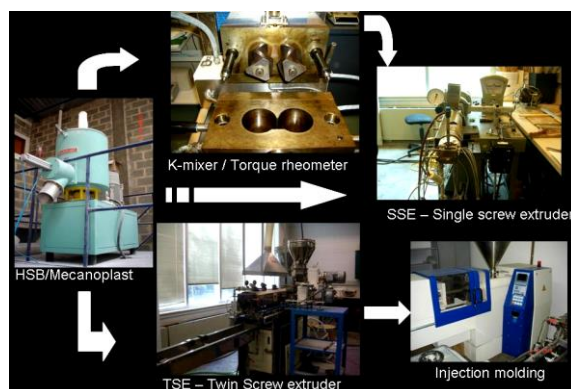 K-mixer / Torque rheometer
SSE – Single screw extruder
HSB/Mecanoplast
TSE – Twin Screw extruder
Injection molding